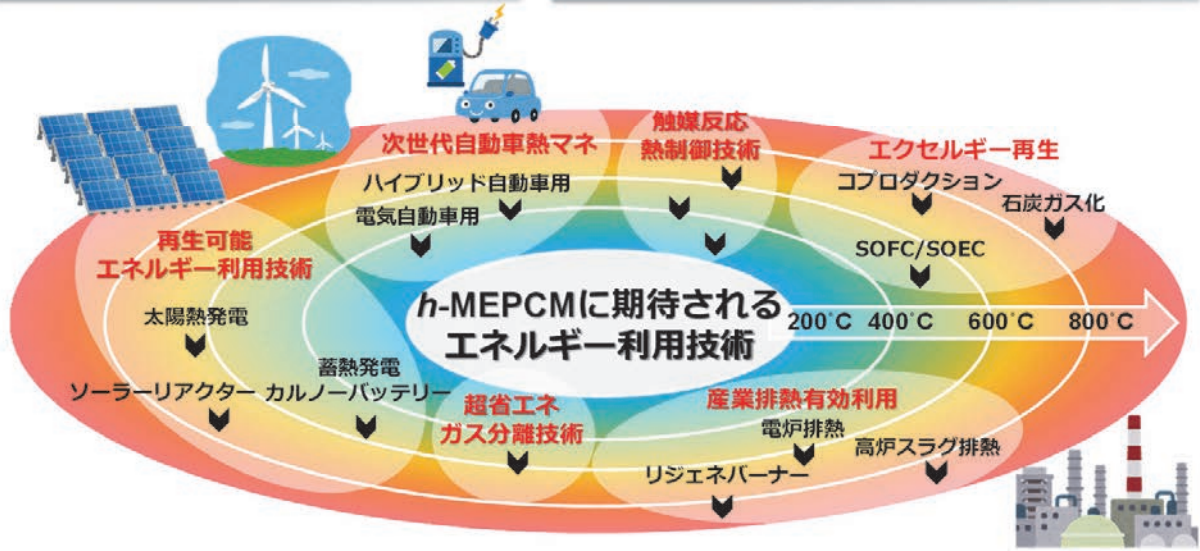 次世代自動車熱マネ
ハイブリッド自動車用
電気自動車用
触媒反応
熱制御技術
エクセルギー再生
コプロダクション
石炭ガス化
SOFC/SOEC
再生可能
エネルギー利用技術
太陽熱発電
ソーラーリアクター
蓄熱発電
カルノーバッテリー
h-MEPCMに期待される
エネルギー利用技術
200°C 400°C 600°C 800°C
超省エネ
ガス分離技術
産業排熱有効利用
電炉排熱
高炉スラグ排熱
リジェネバーナー